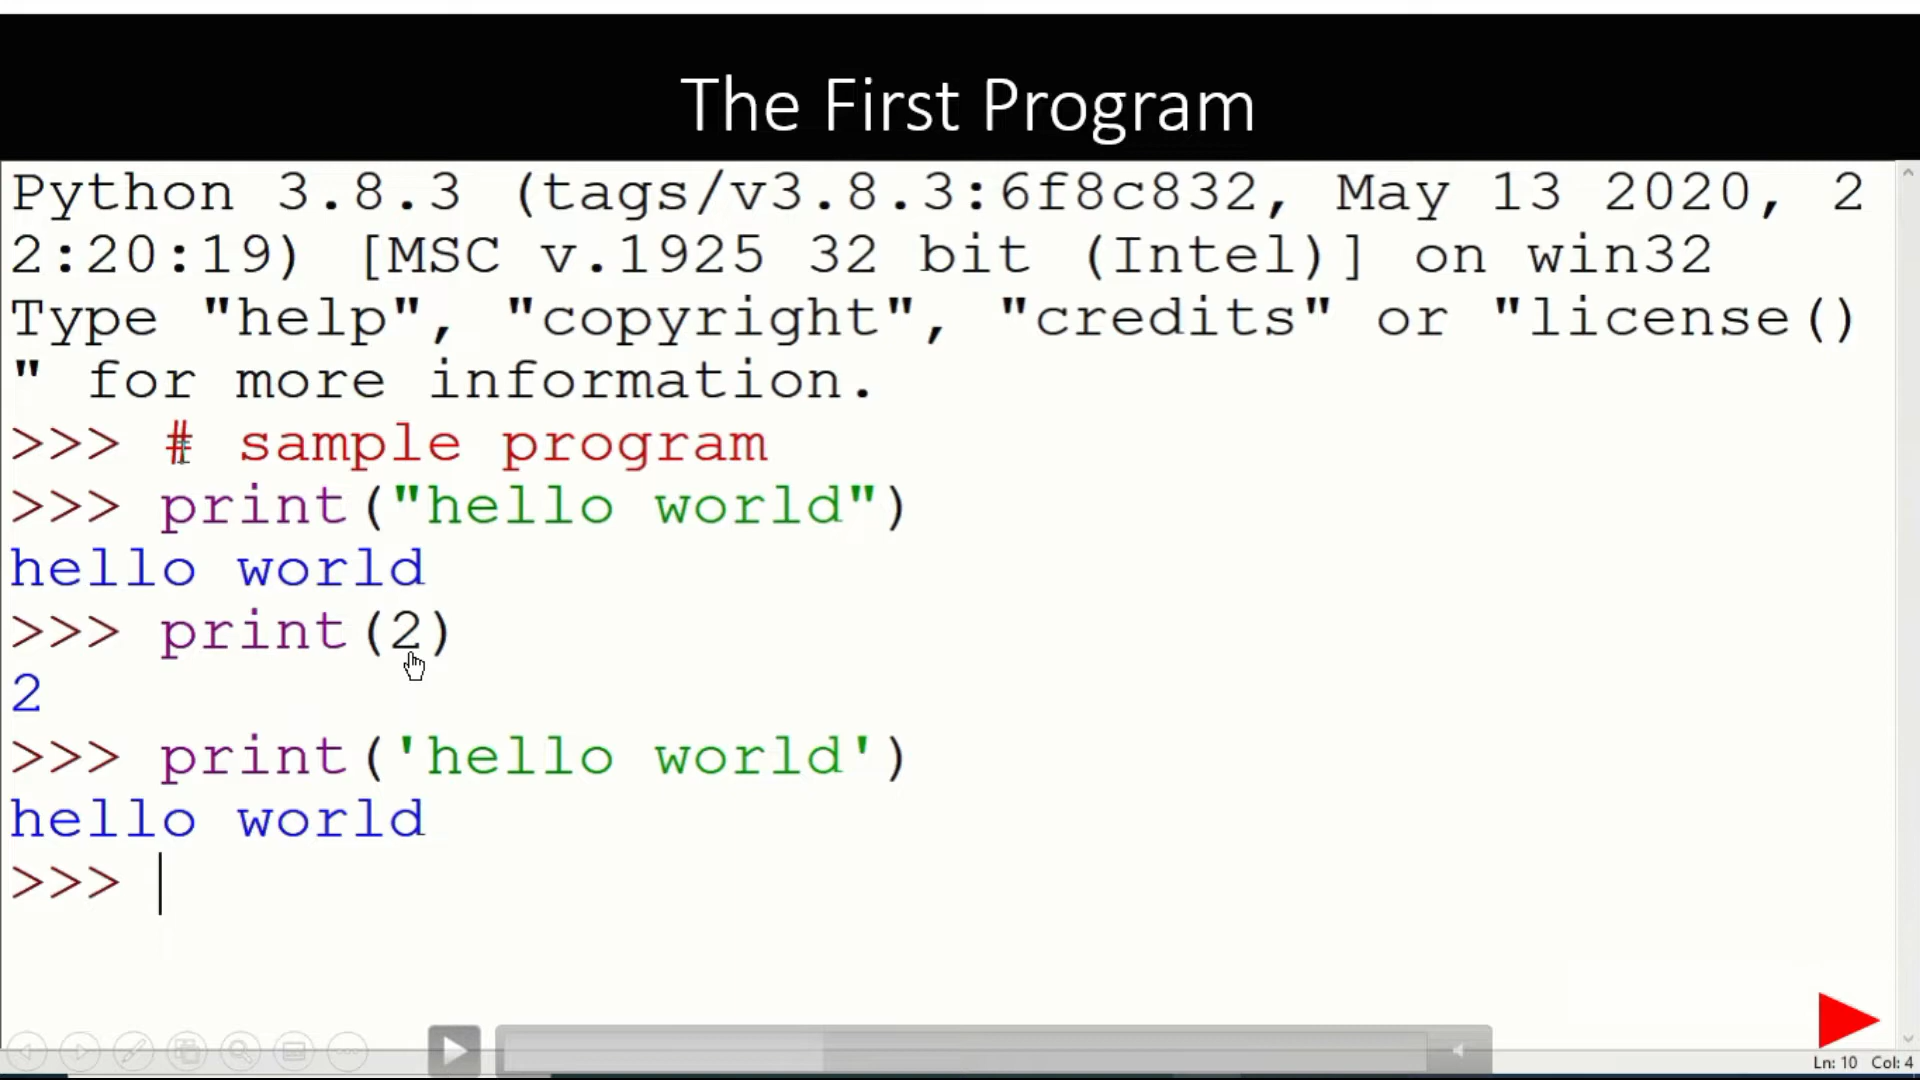 The First Program
Python 3.8.3 (tags/v3.8.3:6f8c832, May 13 2020, 2
2:20:19) [MSC v.1925 32 bit (Intel)] on win32
Type "help", "copyright", "credits" or "license()
" for more information.
>>> # sample program
>>> print("hello world")
hello world
>>> print(2)
2
>>> print('hello world')
hello world
>>>
Ln: 10 Col: 4